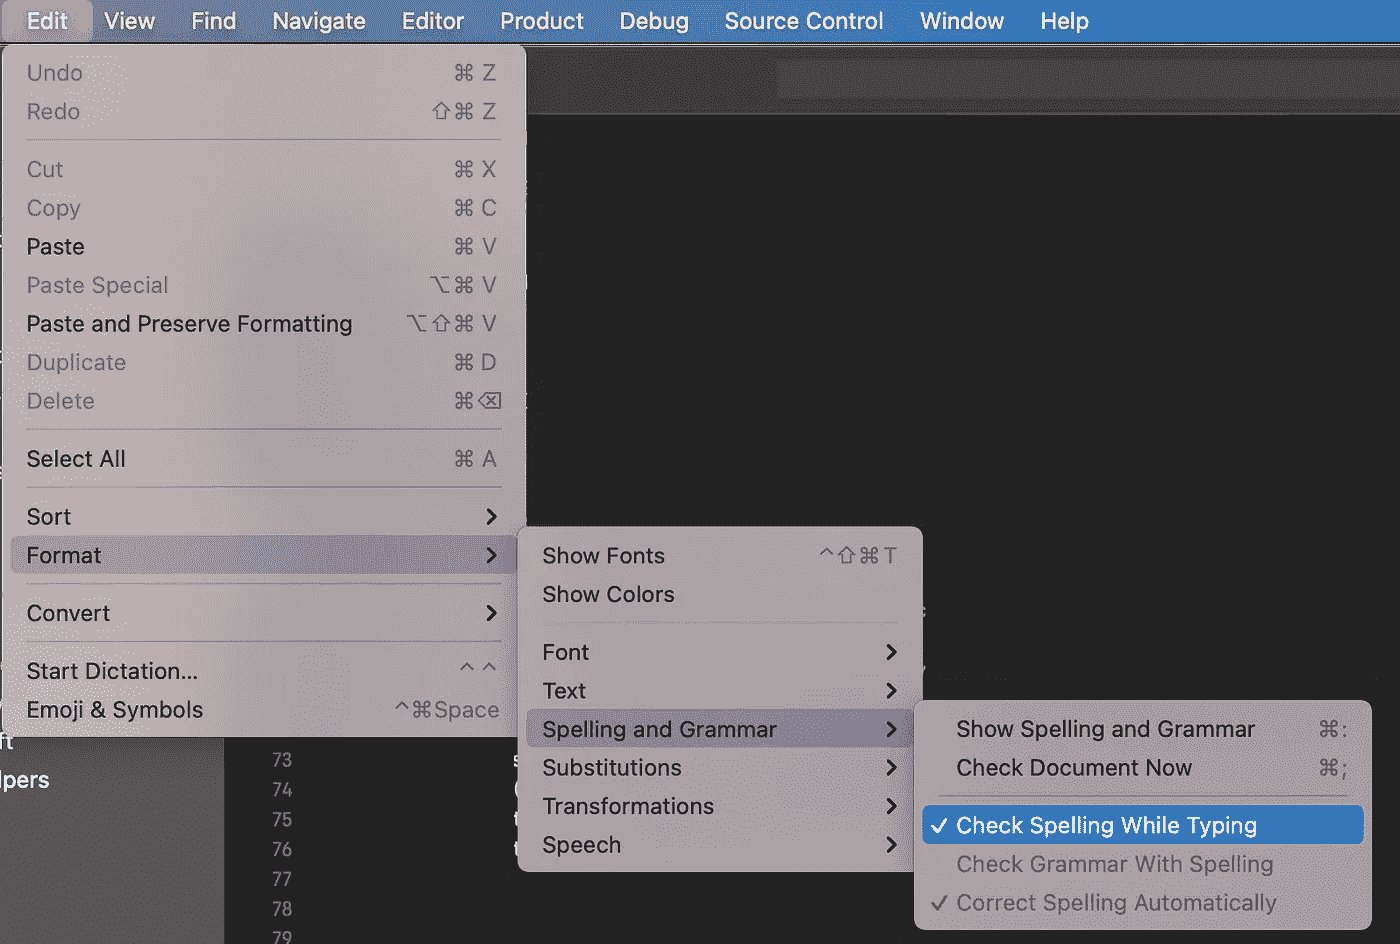 Edit View Find Navigate Editor Product Debug Source Control Window Help
Undo ⌘ Z
Redo ⇧⌘ Z
Cut ⌘ X
Copy ⌘ C
Paste ⌘ V
Paste Special ⌥⌘ V
Paste and Preserve Formatting ⌥⇧⌘ V
Duplicate ⌘ D
Delete ⌘⌫
Select All ⌘ A
Sort
Format
Convert
Start Dictation... ^ ^
Emoji & Symbols ^⌘Space
Show Fonts ^⇧⌘T
Show Colors
Font
Text
Spelling and Grammar
Substitutions
Transformations
Speech
Show Spelling and Grammar ⌘:
Check Document Now ⌘;
✓ Check Spelling While Typing
Check Grammar With Spelling
✓ Correct Spelling Automatically
ft
lpers
73
74
75
76
77
78
79